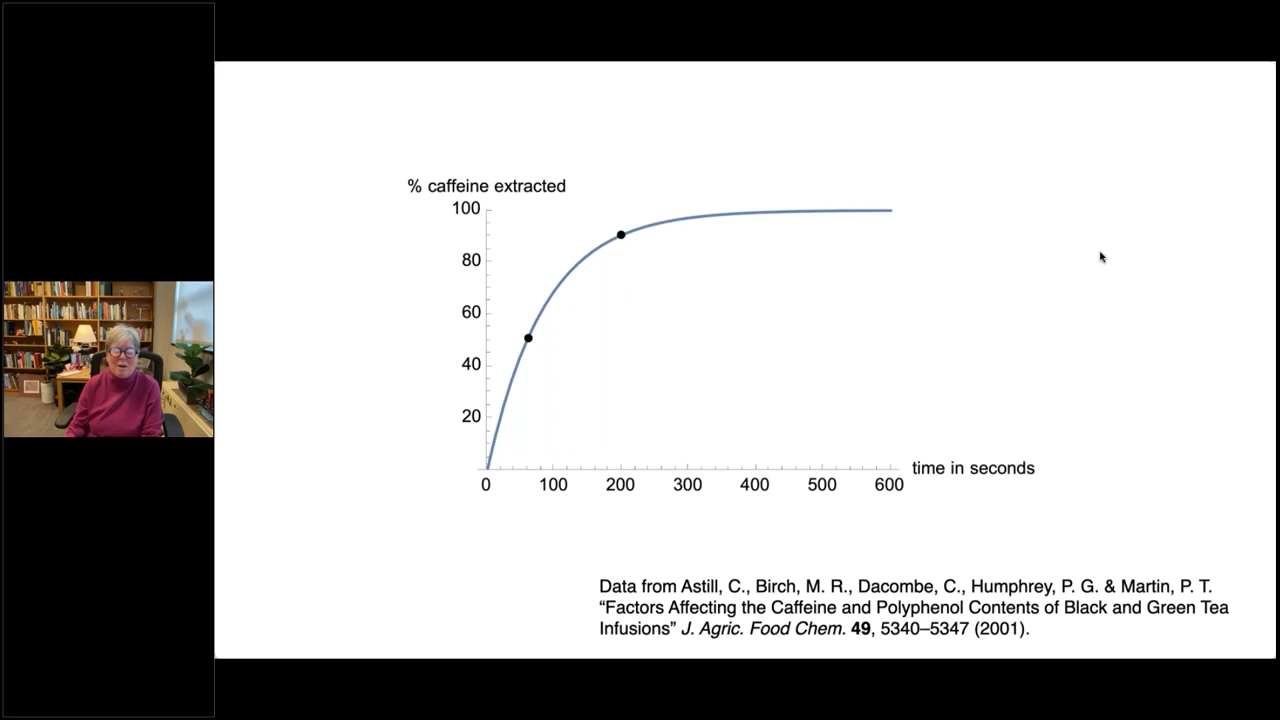 % caffeine extracted
100
80
60
40
20
0 100 200 300 400 500 600
time in seconds
Data from Astill, C., Birch, M. R., Dacombe, C., Humphrey, P. G. & Martin, P. T.
“Factors Affecting the Caffeine and Polyphenol Contents of Black and Green Tea
Infusions” J. Agric. Food Chem. 49, 5340–5347 (2001).